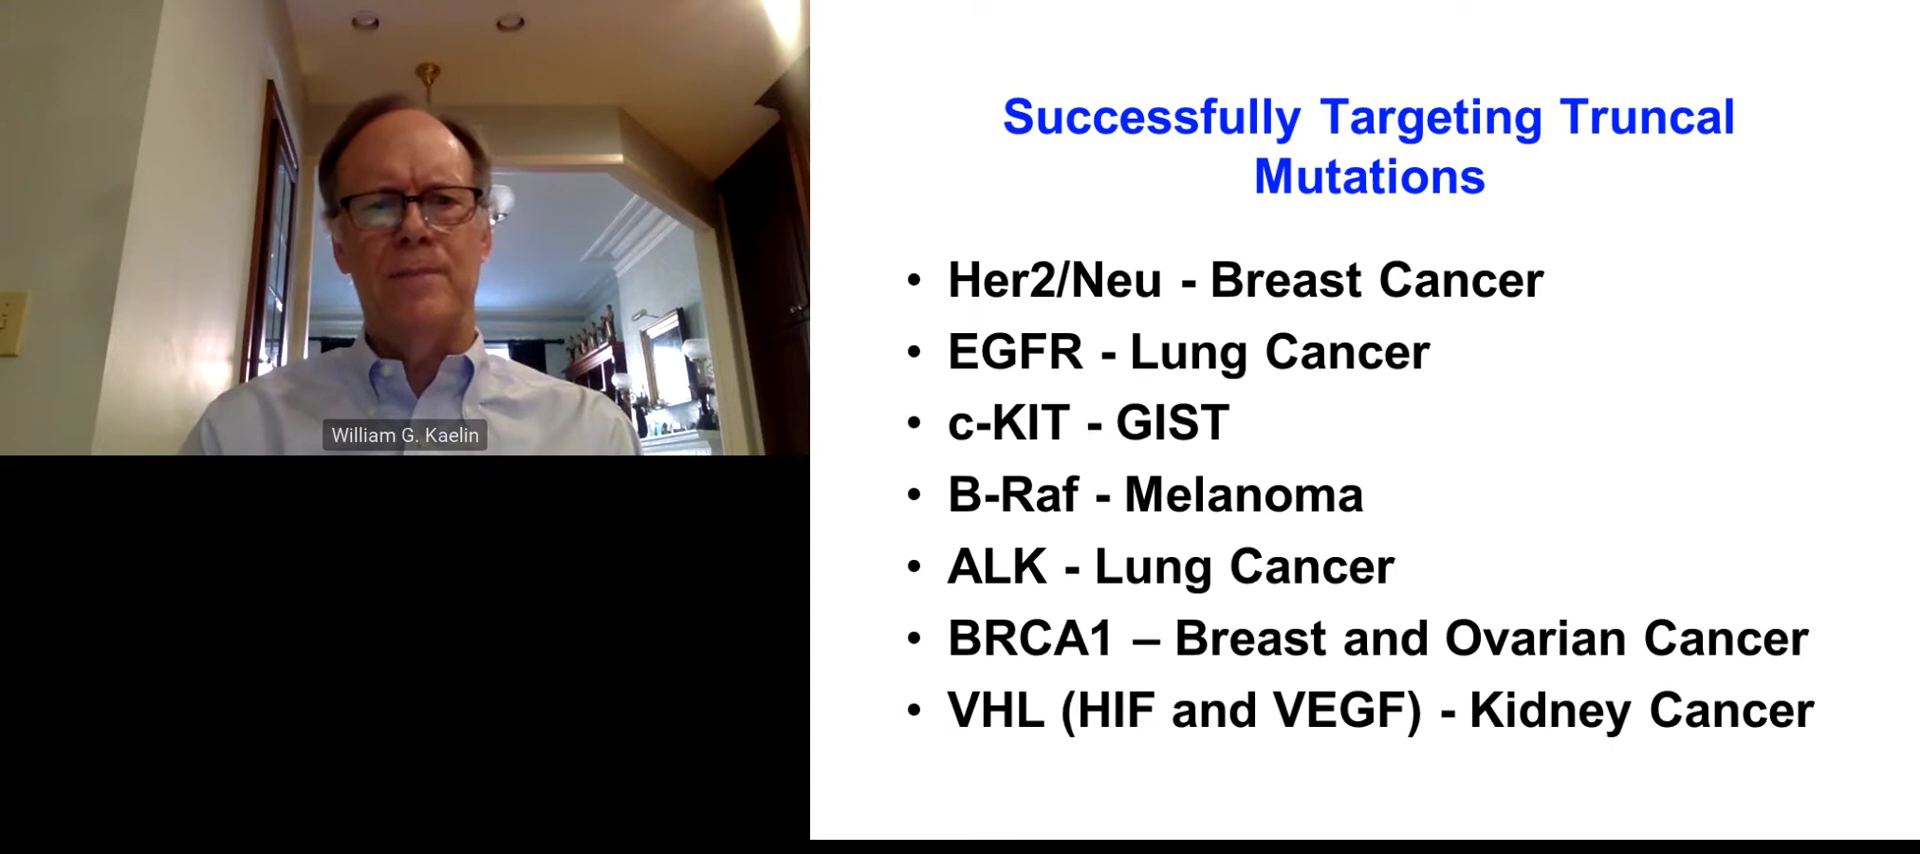 William G. Kaelin
Successfully Targeting Truncal
Mutations
• Her2/Neu - Breast Cancer
• EGFR - Lung Cancer
• c-KIT - GIST
• B-Raf - Melanoma
• ALK - Lung Cancer
• BRCA1 – Breast and Ovarian Cancer
• VHL (HIF and VEGF) - Kidney Cancer